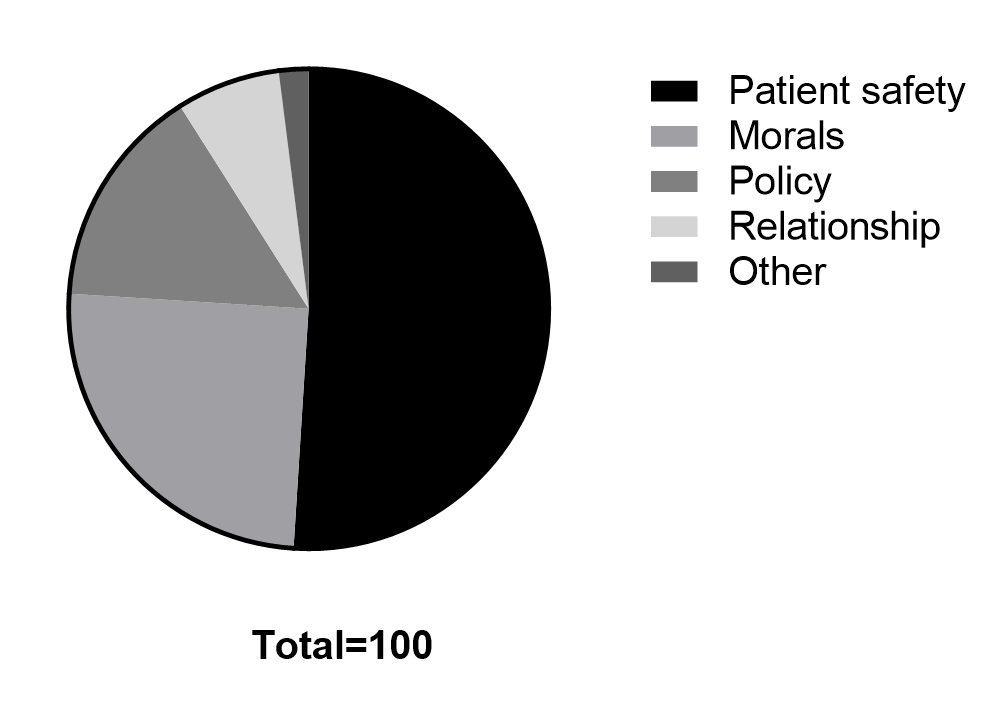 Patient safety
Morals
Policy
Relationship
Other
Total=100